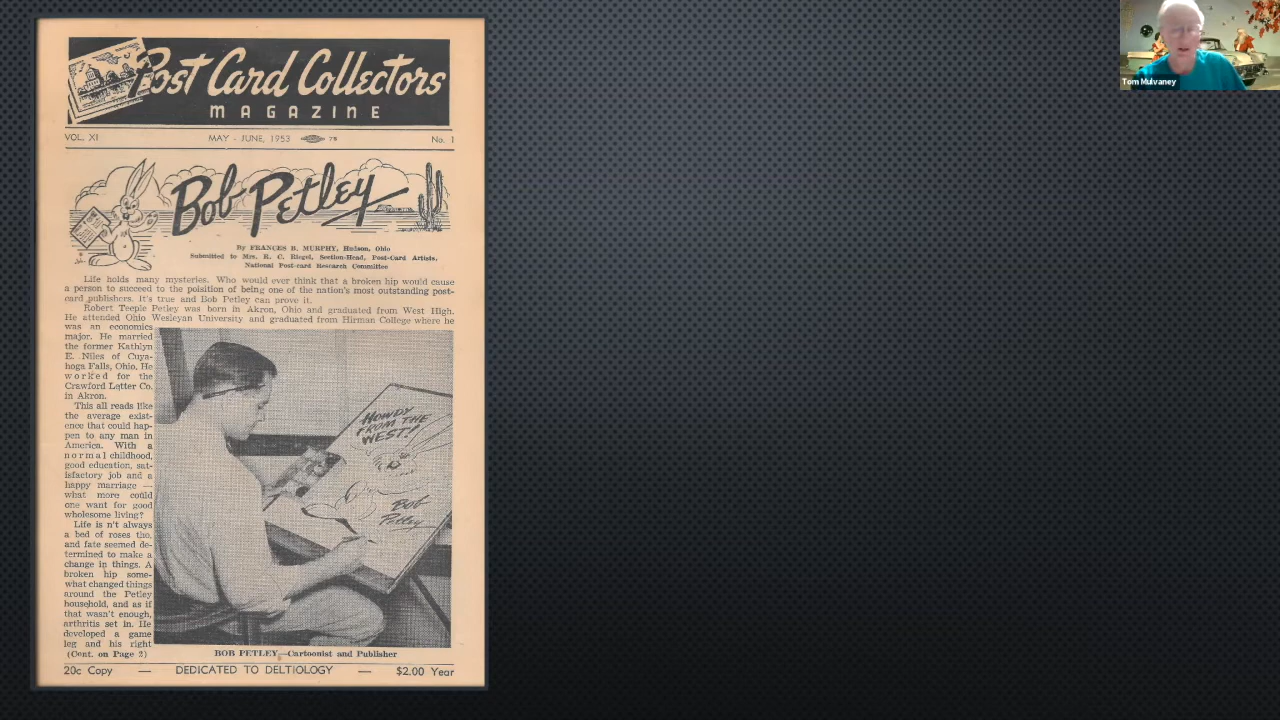 Post Card Collectors
MAGAZINE
VOL. XI MAY - JUNE, 1953 78 No. 1
Bob Petley
By FRANCES B. MURPHY, Hudson, Ohio
Submitted to Mrs. R. C. Riegel, Section-Head, Post-Card Artists,
National Post-card Research Committee
Life holds many mysteries. Who would ever think that a broken hip would cause
a person to succeed to the poisition of being one of the nation's most outstanding post-
card publishers. It's true and Bob Petley can prove it.
Robert Teeple Petley was born in Akron, Ohio and graduated from West High.
He attended Ohio Wesleyan University and graduated from Hirman College where he
was an economics
major. He married
the former Kathlyn
E. Niles of Cuya-
hoga Falls, Ohio. He
worked for the
Crawford Letter Co.
in Akron.
This all reads like
the average exist-
ence that could hap-
pen to any man in
America. With a
normal childhood,
good education, sat-
isfactory job and a
happy marriage —
what more could
one want for good
wholesome living?
Life is n't always
a bed of roses tho,
and fate seemed de-
termined to make a
change in things. A
broken hip some-
what changed things
around the Petley
household, and as if
that wasn't enough,
arthritis set in. He
developed a game
leg and his right
(Cont. on Page 2)
HOWDY
FROM THE
WEST!
Bob
Petley
BOB PETLEY—Cartoonist and Publisher
20c Copy — DEDICATED TO DELTIOLOGY — $2.00 Year
Tom Mulvaney